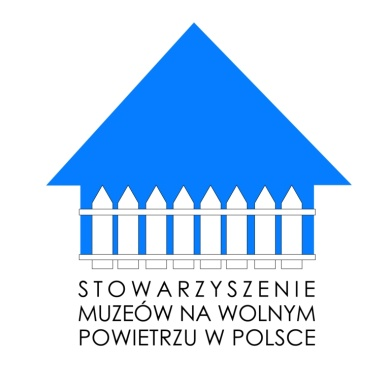 STOWARZYSZENIE
MUZEÓW NA WOLNYM
POWIETRZU W POLSCE